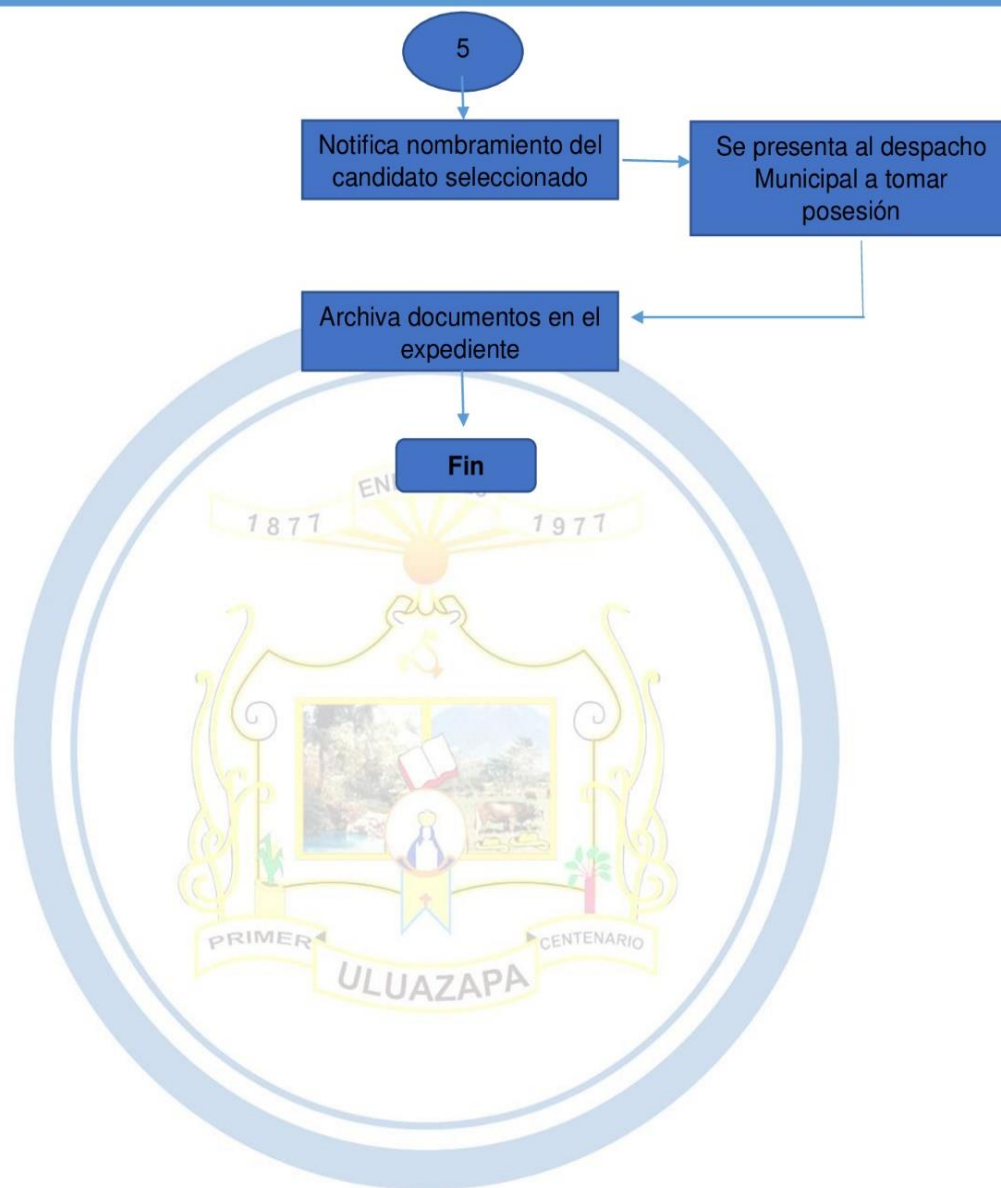 5
Notifica nombramiento del
candidato seleccionado
Se presenta al despacho
Municipal a tomar
posesión
Archiva documentos en el
expediente
Fin
1877
1977
PRIMER
CENTENARIO
ULUAZAPA